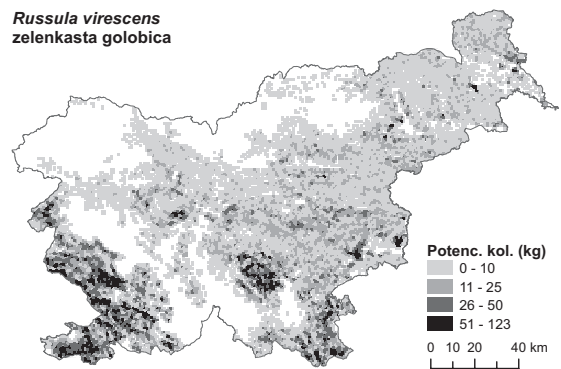 Russula virescens
zelenkasta golobica
Potenc. kol. (kg)
0 - 10
11 - 25
26 - 50
51 - 123
0 10 20 40 km